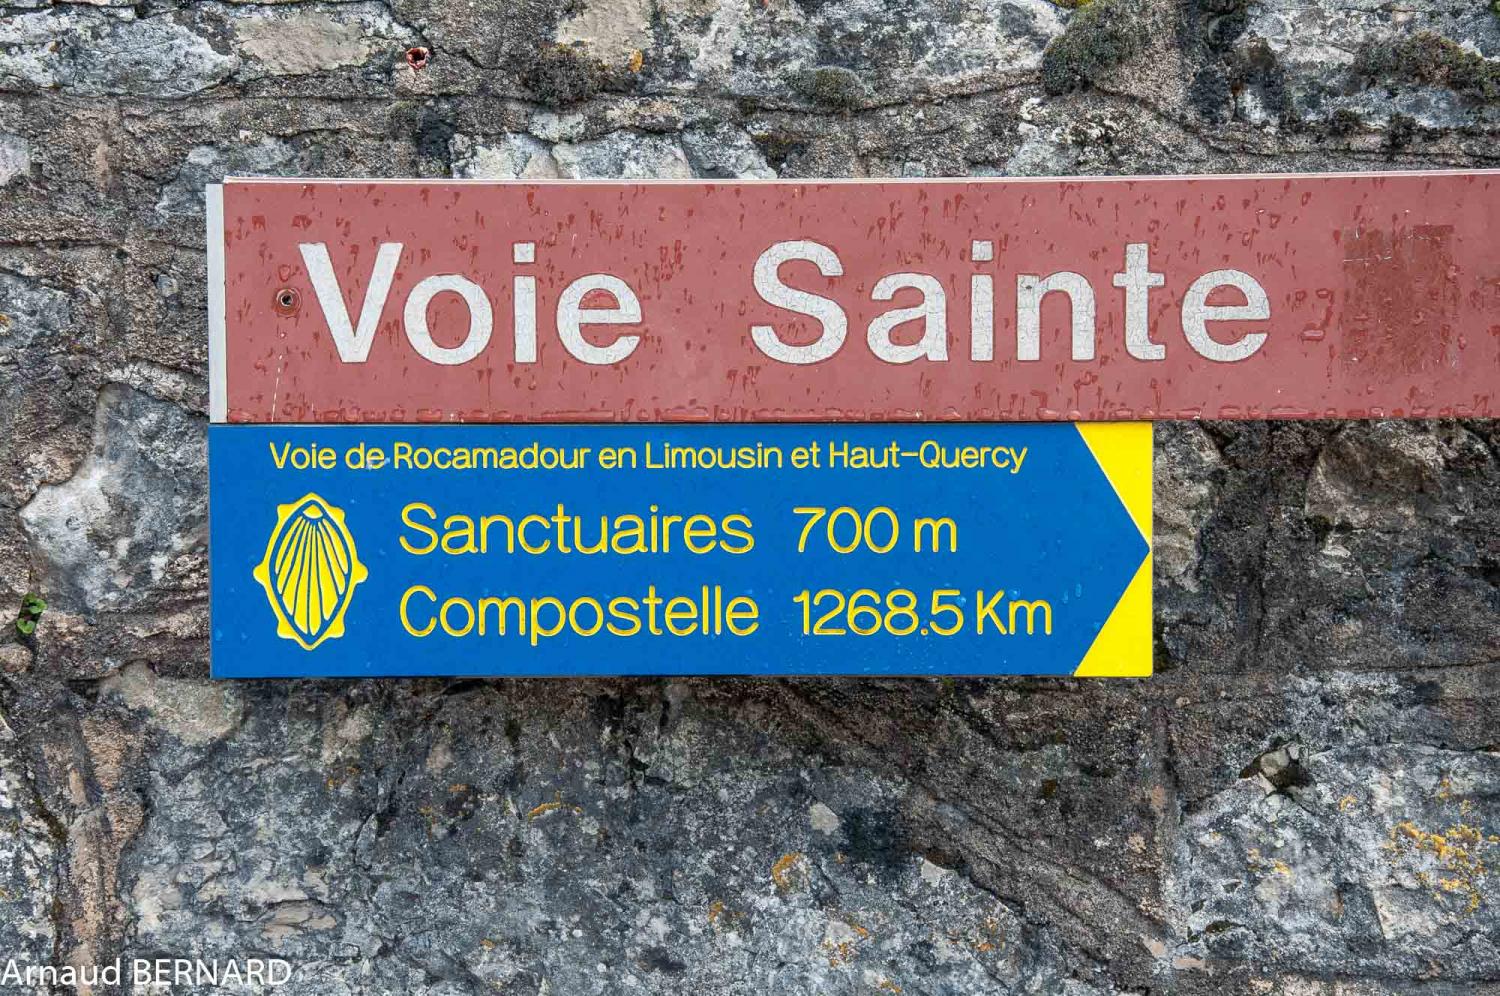 Voie Sainte
Voie de Rocamadour en Limousin et Haut-Quercy
Sanctuaires 700 m
Compostelle 1268.5 Km
Arnaud BERNARD